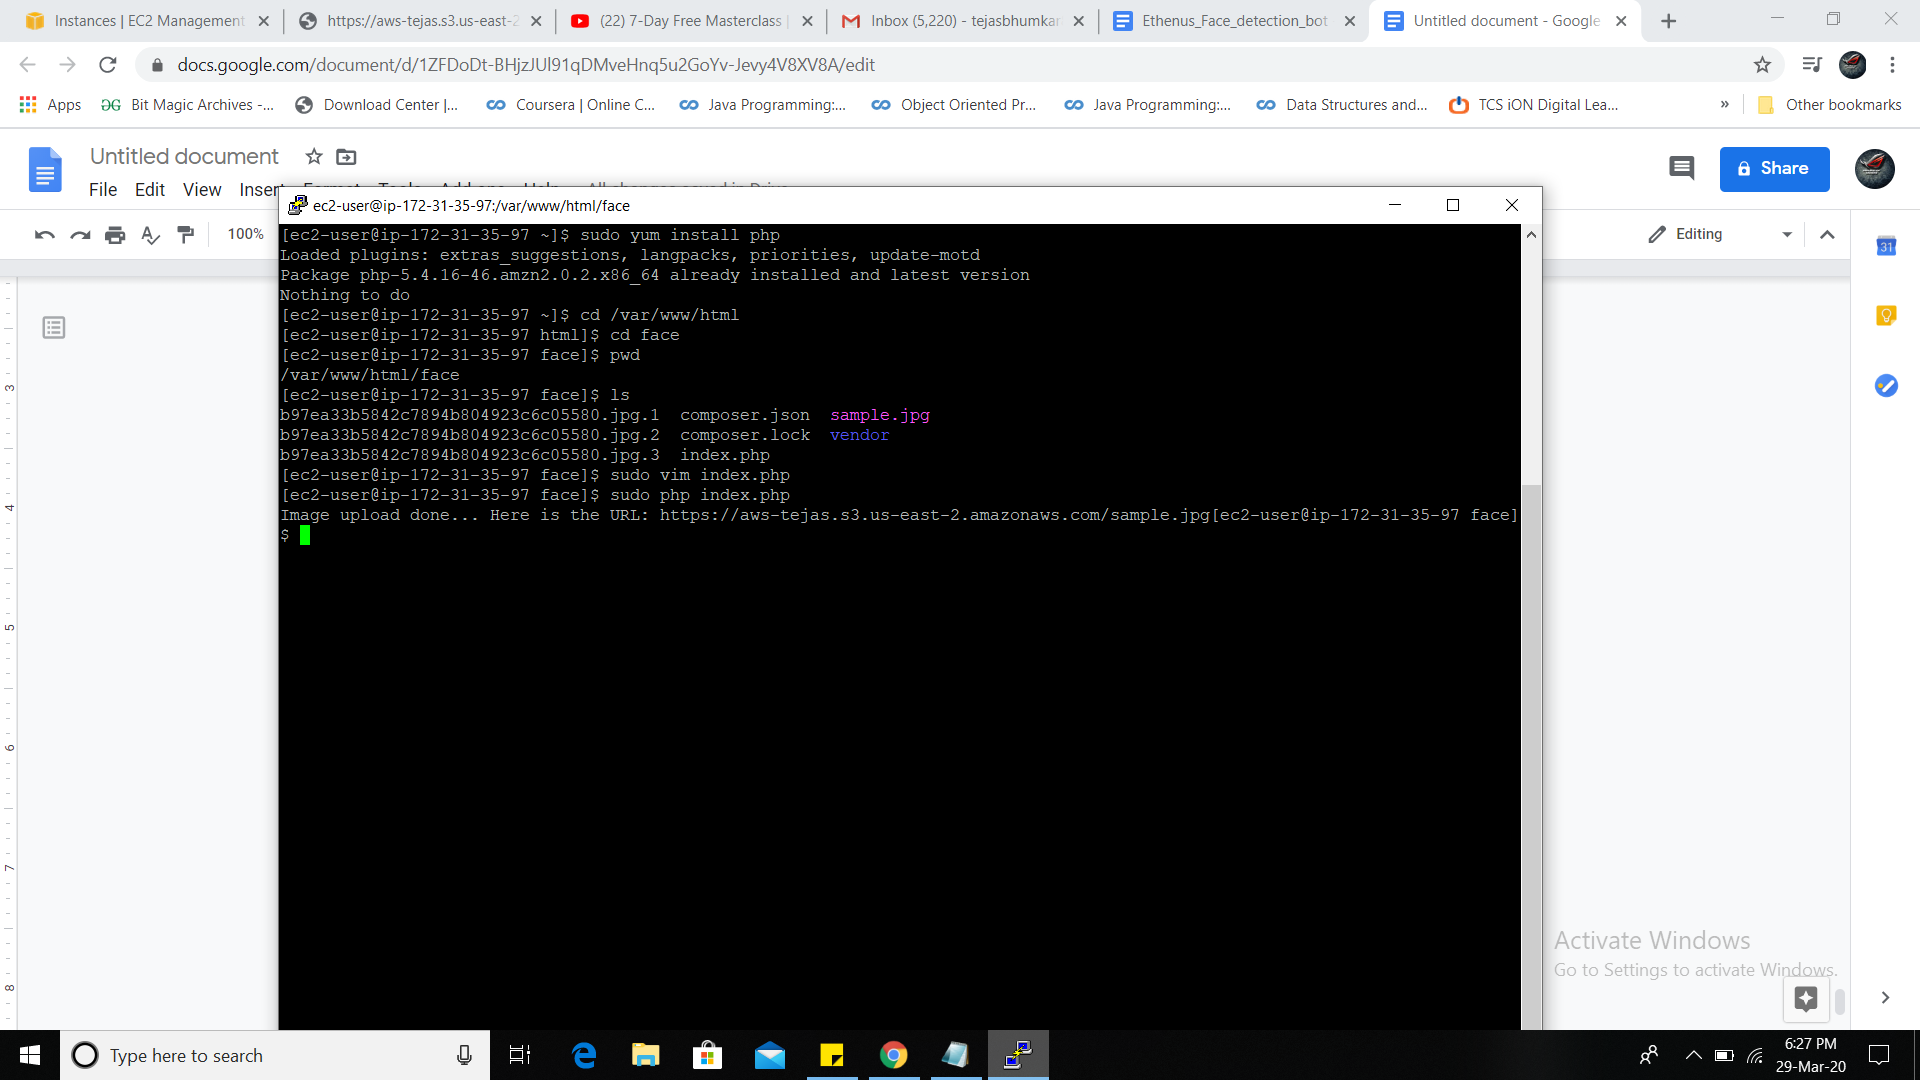 Instances | EC2 Management
https://aws-tejas.s3.us-east-2
(22) 7-Day Free Masterclass |
Inbox (5,220) - tejasbhumkar
Ethenus_Face_detection_bot
Untitled document - Google
docs.google.com/document/d/1ZFDoDt-BHjzJUl91qDMveHnq5u2GoYv-Jevy4V8XV8A/edit
Apps
Bit Magic Archives -...
Download Center |...
Coursera | Online C...
Java Programming:...
Object Oriented Pr...
Java Programming:...
Data Structures and...
TCS iON Digital Lea...
»
Other bookmarks
Untitled document
File Edit View Insert
Share
100%
Editing
31
ec2-user@ip-172-31-35-97:/var/www/html/face
[ec2-user@ip-172-31-35-97 ~]$ sudo yum install php
Loaded plugins: extras_suggestions, langpacks, priorities, update-motd
Package php-5.4.16-46.amzn2.0.2.x86_64 already installed and latest version
Nothing to do
[ec2-user@ip-172-31-35-97 ~]$ cd /var/www/html
[ec2-user@ip-172-31-35-97 html]$ cd face
[ec2-user@ip-172-31-35-97 face]$ pwd
/var/www/html/face
[ec2-user@ip-172-31-35-97 face]$ ls
b97ea33b5842c7894b804923c6c05580.jpg.1 composer.json sample.jpg
b97ea33b5842c7894b804923c6c05580.jpg.2 composer.lock vendor
b97ea33b5842c7894b804923c6c05580.jpg.3 index.php
[ec2-user@ip-172-31-35-97 face]$ sudo vim index.php
[ec2-user@ip-172-31-35-97 face]$ sudo php index.php
Image upload done... Here is the URL: https://aws-tejas.s3.us-east-2.amazonaws.com/sample.jpg[ec2-user@ip-172-31-35-97 face]
$
3
4
5
6
7
8
Activate Windows
Go to Settings to activate Windows.
Type here to search
6:27 PM
29-Mar-20